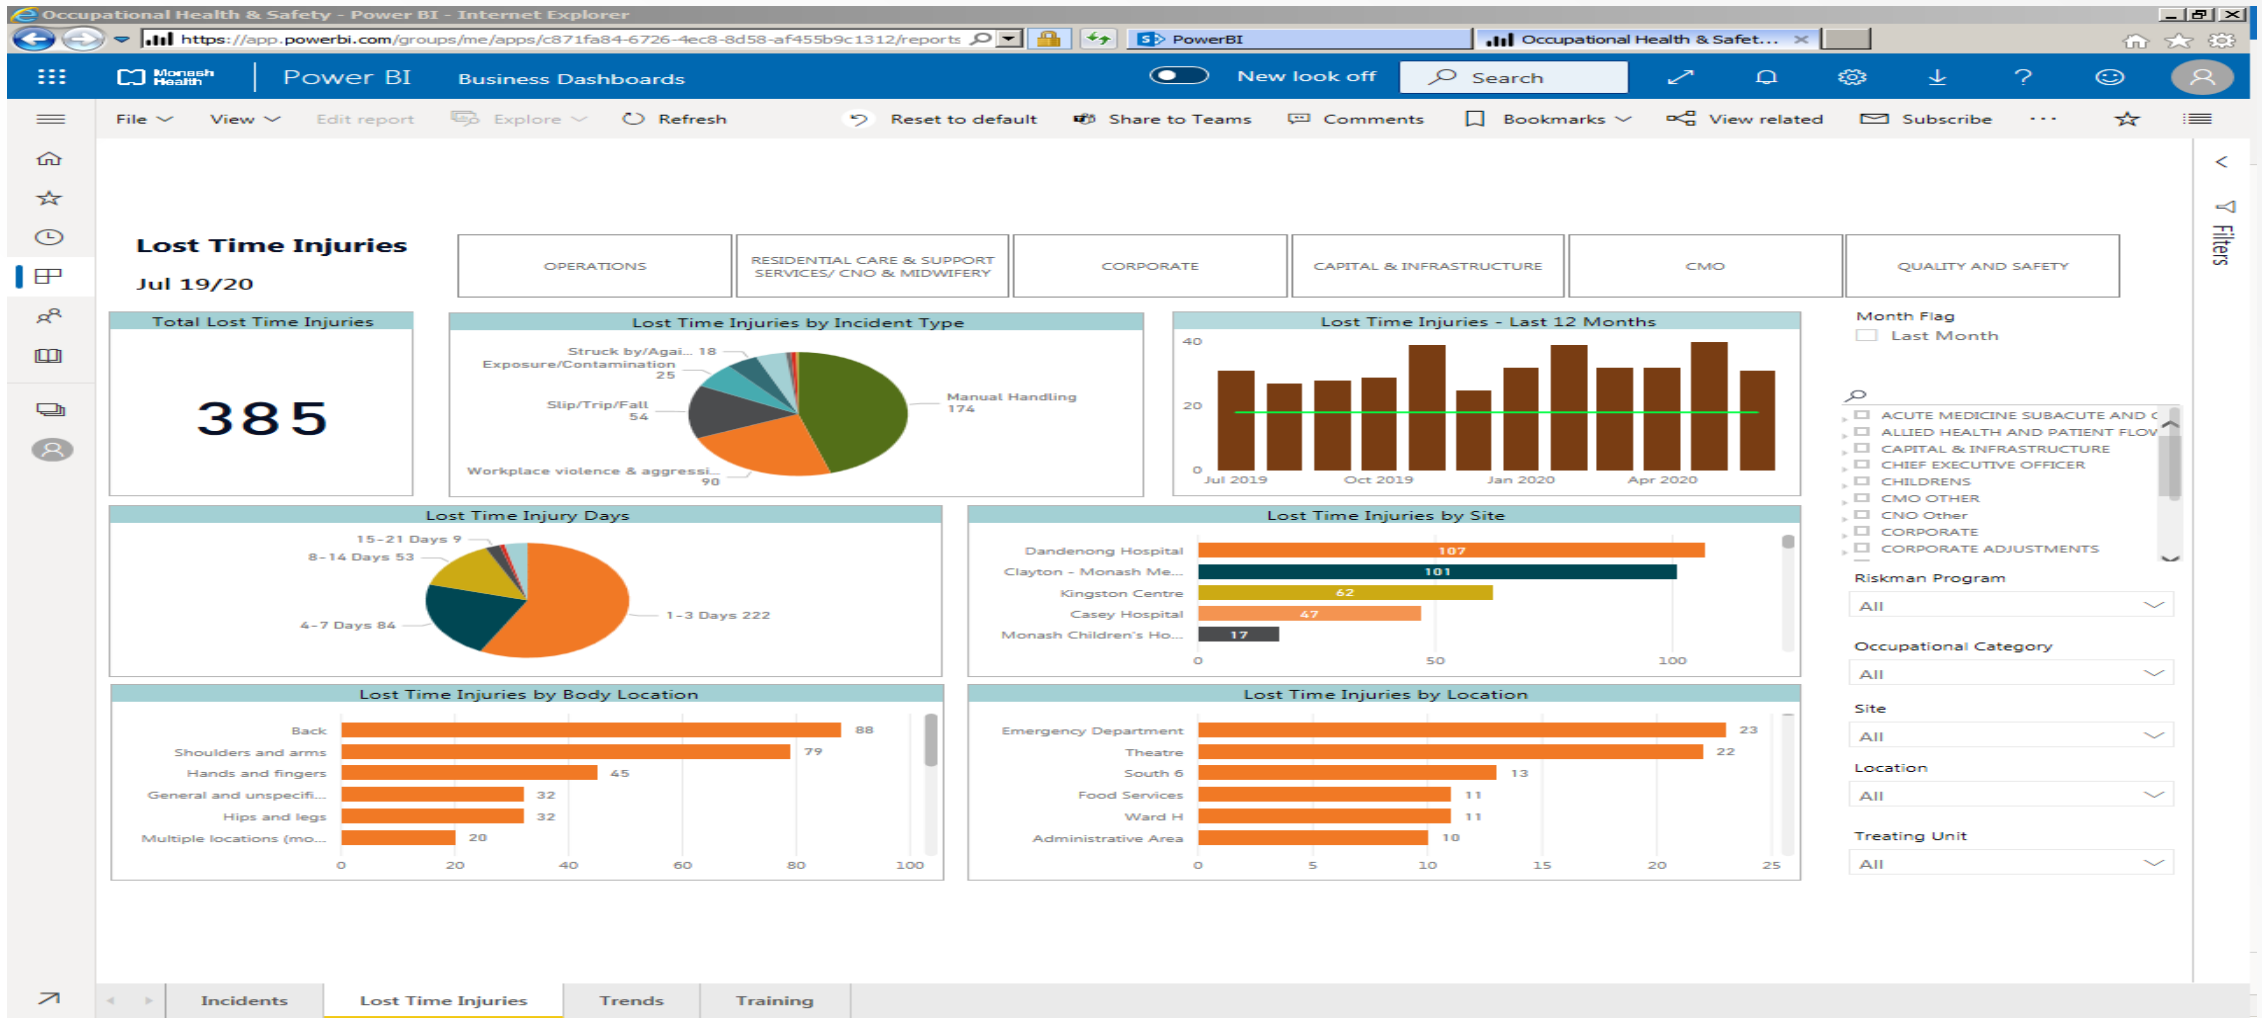 Occupational Health & Safety - Power BI - Internet Explorer
https://app.powerbi.com/groups/me/apps/c871fa84-6726-4ec8-8d58-af455b9c1312/reports
PowerBI
Occupational Health & Safet...
Monash Health
Power BI
Business Dashboards
New look off
Search
File
View
Edit report
Explore
Refresh
Reset to default
Share to Teams
Comments
Bookmarks
View related
Subscribe
Filters
Lost Time Injuries
Jul 19/20
OPERATIONS
RESIDENTIAL CARE & SUPPORT
SERVICES/ CNO & MIDWIFERY
CORPORATE
CAPITAL & INFRASTRUCTURE
CMO
QUALITY AND SAFETY
Total Lost Time Injuries
385
Lost Time Injuries by Incident Type
Struck by/Agai... 18
Exposure/Contamination
25
Slip/Trip/Fall
54
Workplace violence & aggressi...
90
Manual Handling
174
Lost Time Injuries - Last 12 Months
40
20
0
Jul 2019
Oct 2019
Jan 2020
Apr 2020
Month Flag
Last Month
ACUTE MEDICINE SUBACUTE AND C
ALLIED HEALTH AND PATIENT FLOW
CAPITAL & INFRASTRUCTURE
CHIEF EXECUTIVE OFFICER
CHILDRENS
CMO OTHER
CNO Other
CORPORATE
CORPORATE ADJUSTMENTS
Riskman Program
All
Occupational Category
All
Site
All
Location
All
Treating Unit
All
Lost Time Injury Days
15-21 Days 9
8-14 Days 53
4-7 Days 84
1-3 Days 222
Lost Time Injuries by Site
Dandenong Hospital 107
Clayton - Monash Me... 101
Kingston Centre 62
Casey Hospital 47
Monash Children's Ho... 17
0 50 100
Lost Time Injuries by Body Location
Back 88
Shoulders and arms 79
Hands and fingers 45
General and unspecifi... 32
Hips and legs 32
Multiple locations (mo... 20
0 20 40 60 80 100
Lost Time Injuries by Location
Emergency Department 23
Theatre 22
South 6 13
Food Services 11
Ward H 11
Administrative Area 10
0 5 10 15 20 25
Incidents
Lost Time Injuries
Trends
Training